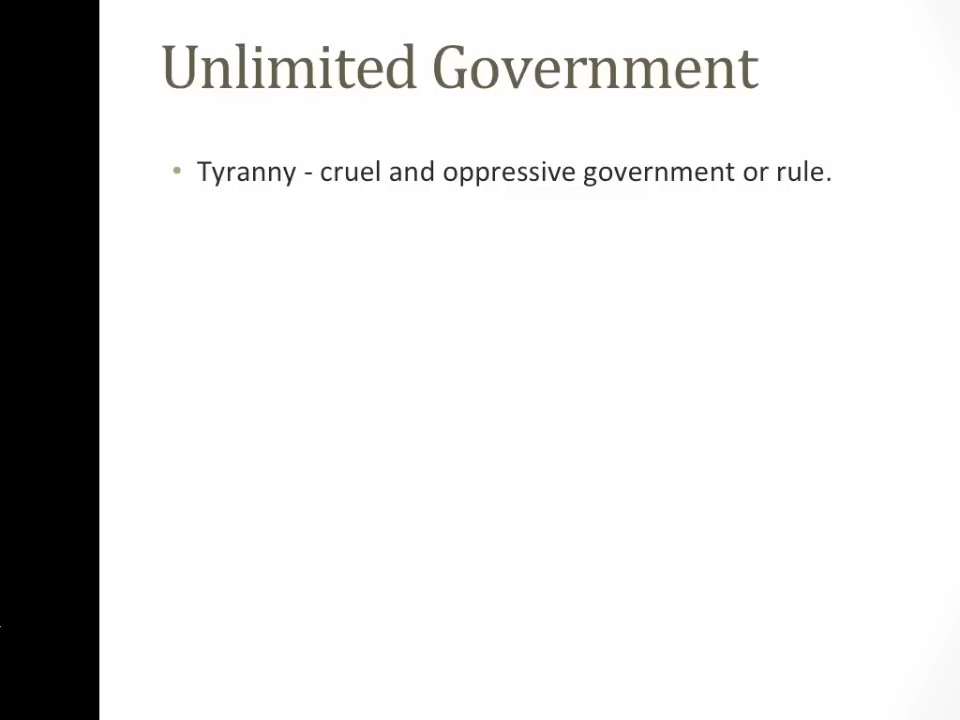 Unlimited Government
• Tyranny - cruel and oppressive government or rule.